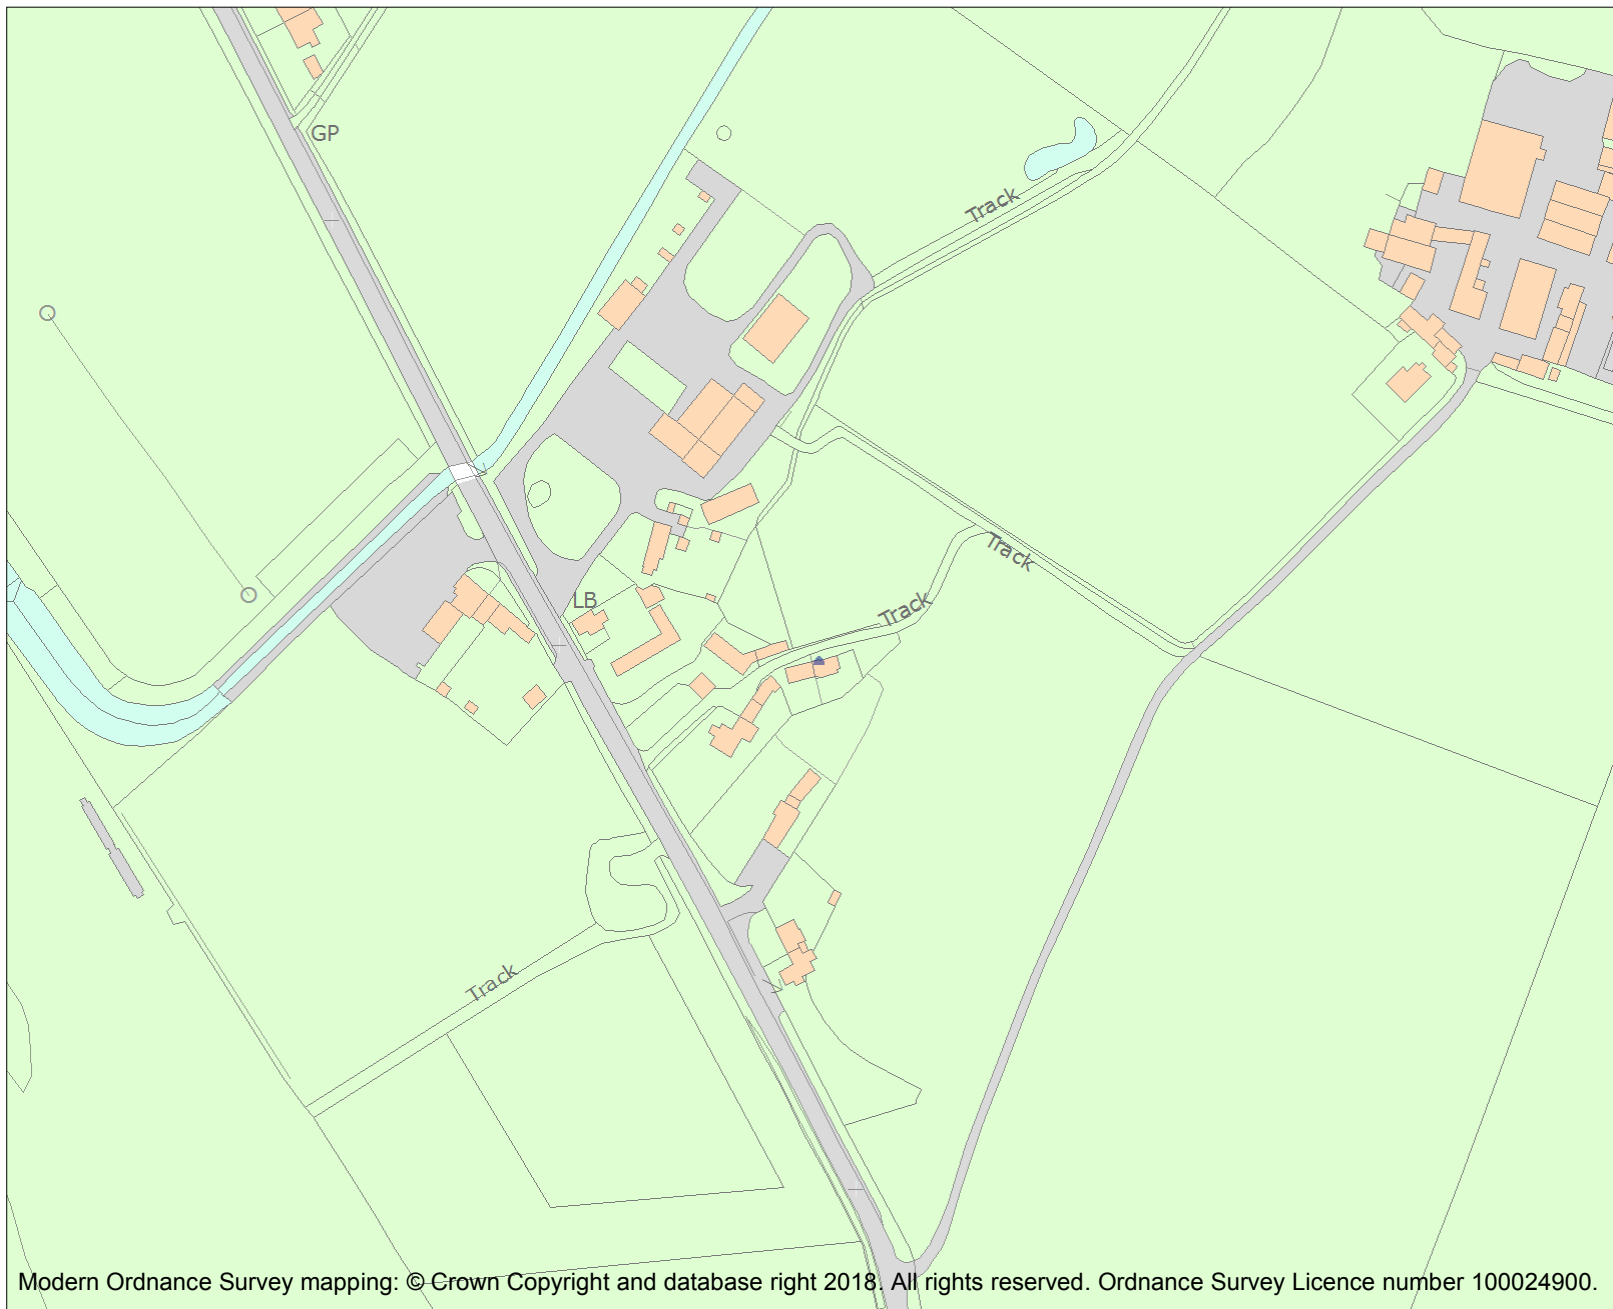 GP
Track
Track
Track
LB
Track
Modern Ordnance Survey mapping: © Crown Copyright and database right 2018. All rights reserved. Ordnance Survey Licence number 100024900.